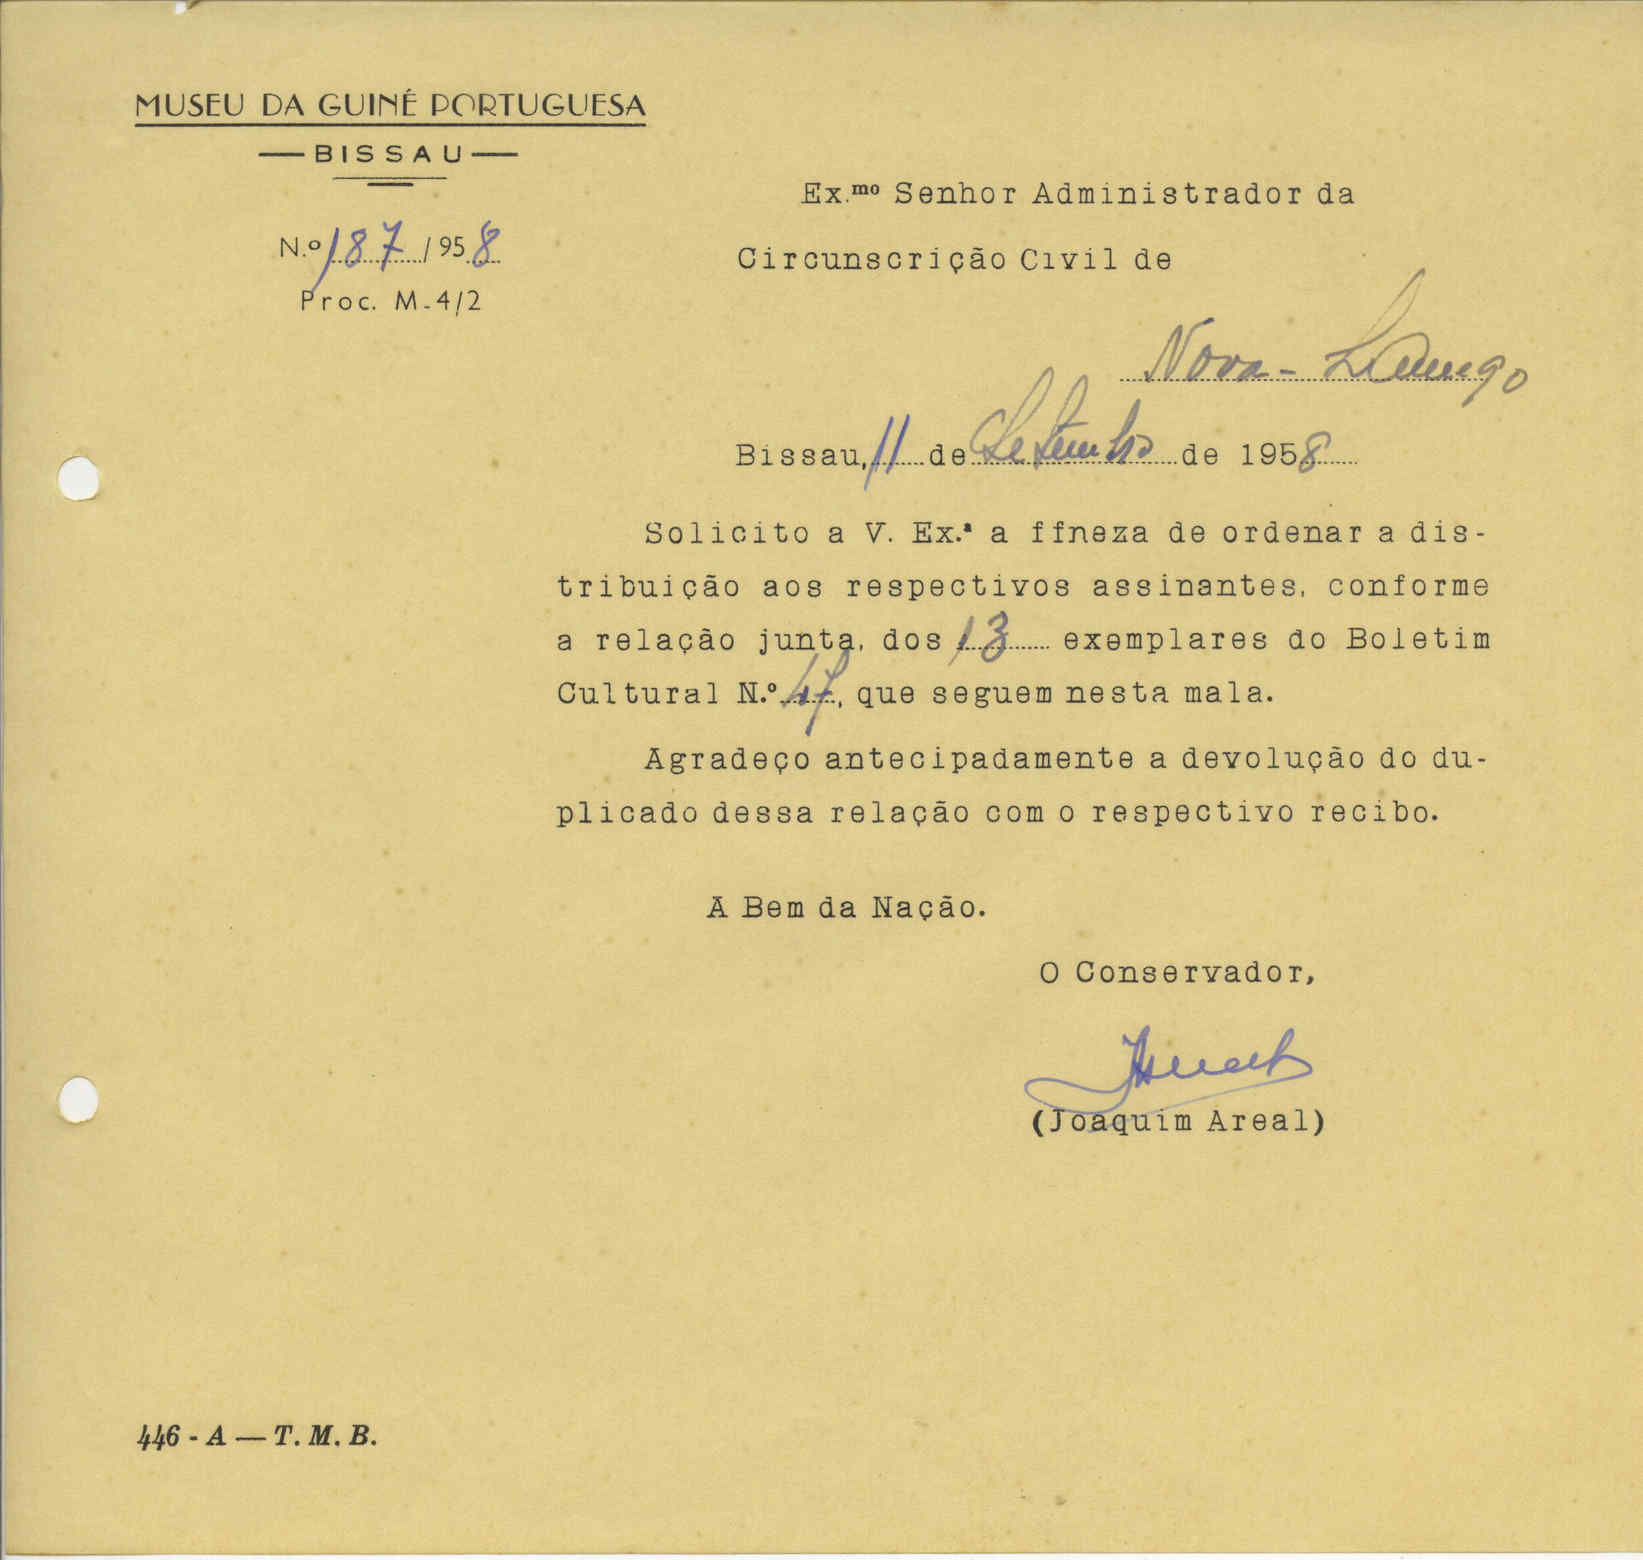 MUSEU DA GUINÉ PORTUGUESA
— BISSAU —
N.º 187 / 958
Proc. M-4/2
Ex.mo Senhor Administrador da
Circunscrição Civil de
Nova-Lamego
Bissau, 11 de Setembro de 1958
Solicito a V. Ex.ª a ffneza de ordenar a dis-
tribuição aos respectivos assinantes, conforme
a relação junta, dos 13 exemplares do Boletim
Cultural N.º 47, que seguem nesta mala.
Agradeço antecipadamente a devolução do du-
plicado dessa relação com o respectivo recibo.
A Bem da Nação.
O Conservador,
(Joaquim Areal)
446 - A — T. M. B.